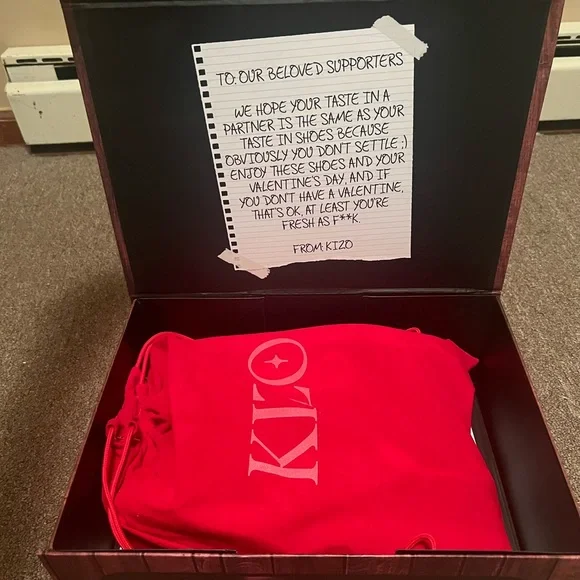 TO: OUR BELOVED SUPPORTERS
WE HOPE YOUR TASTE IN A
PARTNER IS THE SAME AS YOUR
TASTE IN SHOES BECAUSE
OBVIOUSLY YOU DON'T SETTLE ;)
ENJOY THESE SHOES AND YOUR
VALENTINE'S DAY, AND IF
YOU DON'T HAVE A VALENTINE,
THAT'S OK, AT LEAST YOU'RE
FRESH AS F**K.
FROM: KIZO
KIZO